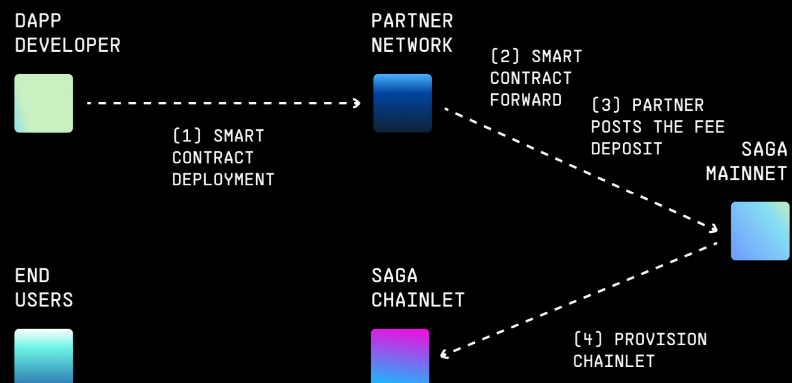 DAPP
DEVELOPER
PARTNER
NETWORK
(1) SMART
CONTRACT
DEPLOYMENT
(2) SMART
CONTRACT
FORWARD
(3) PARTNER
POSTS THE FEE
DEPOSIT
SAGA
MAINNET
END
USERS
SAGA
CHAINLET
(4) PROVISION
CHAINLET